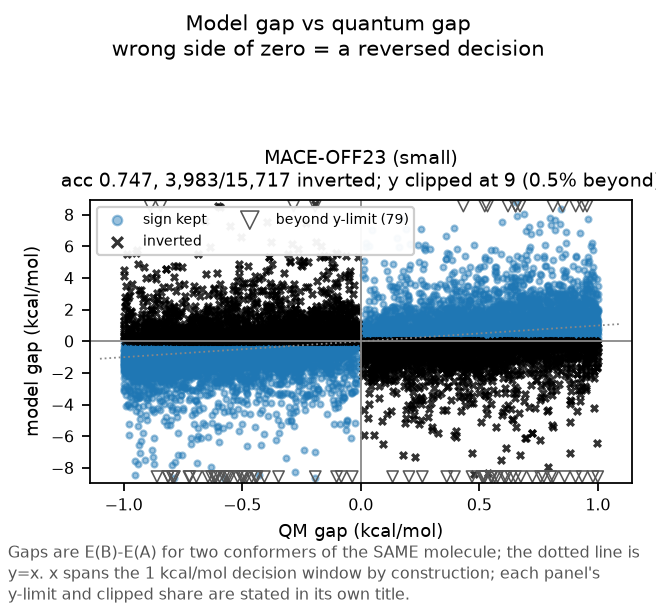 Model gap vs quantum gap
wrong side of zero = a reversed decision
MACE-OFF23 (small)
acc 0.747, 3,983/15,717 inverted; y clipped at 9 (0.5% beyond)
sign kept
inverted
beyond y-limit (79)
model gap (kcal/mol)
8
6
4
2
0
−2
−4
−6
−8
−1.0
−0.5
0.0
0.5
1.0
QM gap (kcal/mol)
Gaps are E(B)-E(A) for two conformers of the SAME molecule; the dotted line is
y=x. x spans the 1 kcal/mol decision window by construction; each panel's
y-limit and clipped share are stated in its own title.